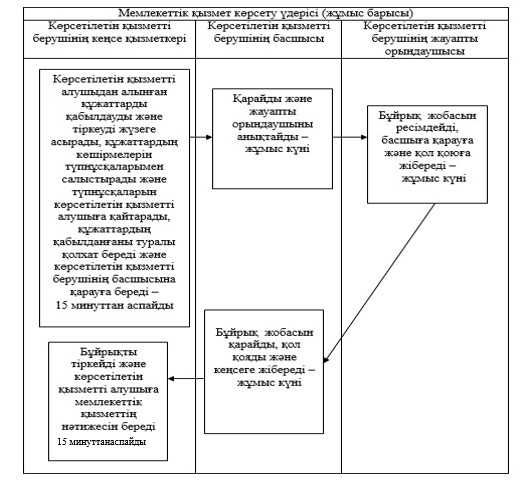 Мемлекеттік қызмет көрсету үдерісі (жұмыс барысы)
Көрсетілетін қызметті
берушінің кеңсе қызметкері
Көрсетілетін қызметті
берушінің басшысы
Көрсетілетін қызметті
берушінің жауапты
орындаушысы
Көрсетілетін қызметті
алушыдан алынған
құжаттарды
қабылдауды және
тіркеуді жүзеге
асырады, құжаттардың
көшірмелерін
түпнұсқаларымен
салыстырады және
түпнұсқаларын
көрсетілетін қызметті
алушыға қайтарады,
құжаттардың
қабылданғаны туралы
қолхат береді және
көрсетілетін қызметті
берушінің басшысына
қарауға береді –
15 минуттан аспайды
Қарайды және
жауапты
орындаушыны
анықтайды –
жұмыс күні
Бұйрық жобасын
ресімдейді,
басшыға қарауға
және қол қоюға
жібереді –
жұмыс күні
Бұйрық жобасын
қарайды, қол
қояды және
кеңсеге жібереді –
жұмыс күні
Бұйрықты
тіркейді және
көрсетілетін
қызметті алушыға
мемлекеттік
қызметтің
нәтижесін береді
15 минуттанаспайды